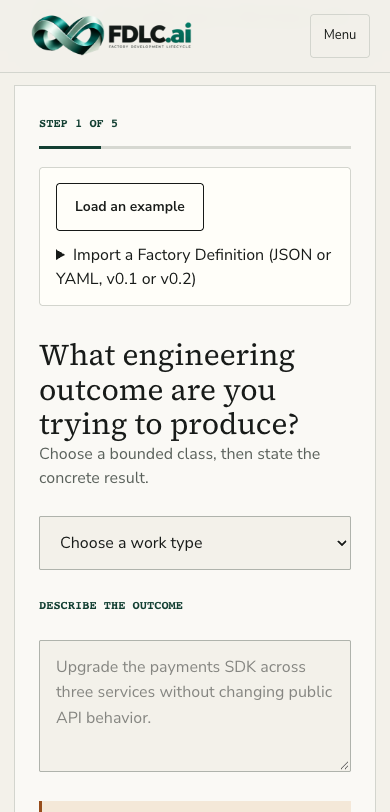 FDLC.ai
FACTORY DEVELOPMENT LIFECYCLE
Menu
STEP 1 OF 5
Load an example
Import a Factory Definition (JSON or
YAML, v0.1 or v0.2)
What engineering
outcome are you
trying to produce?
Choose a bounded class, then state the
concrete result.
Choose a work type
DESCRIBE THE OUTCOME
Upgrade the payments SDK across
three services without changing public
API behavior.